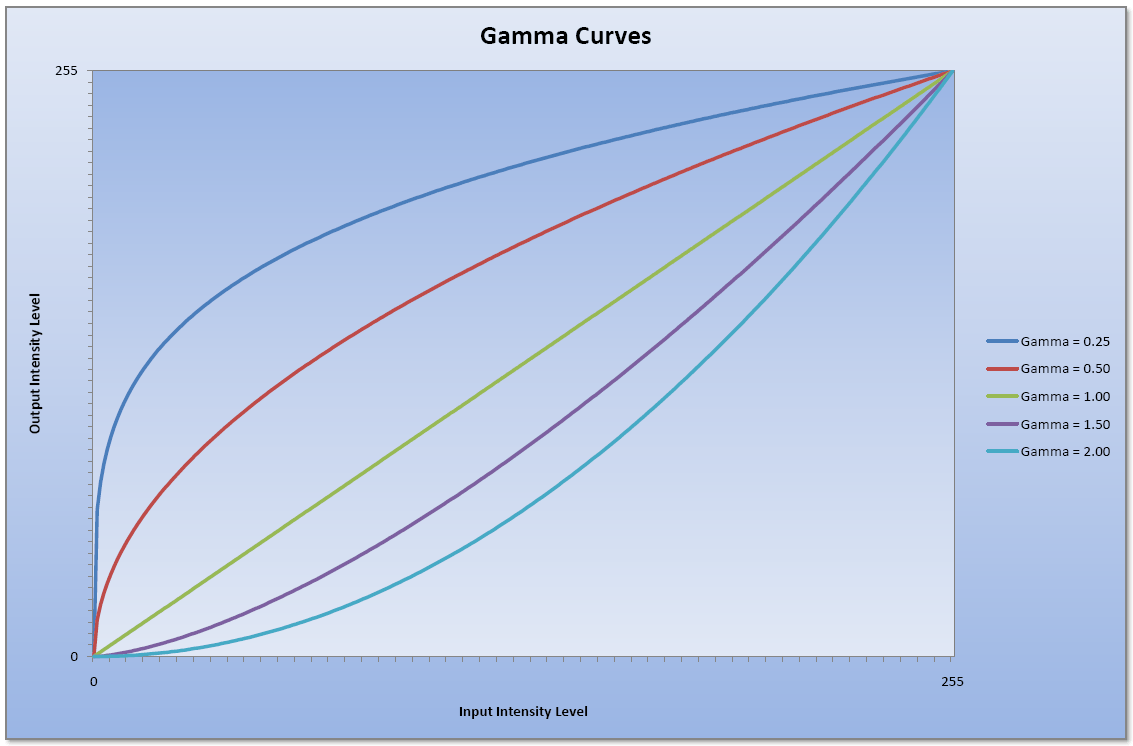 Gamma Curves
255
Output Intensity Level
Gamma = 0.25
Gamma = 0.50
Gamma = 1.00
Gamma = 1.50
Gamma = 2.00
0
0
255
Input Intensity Level